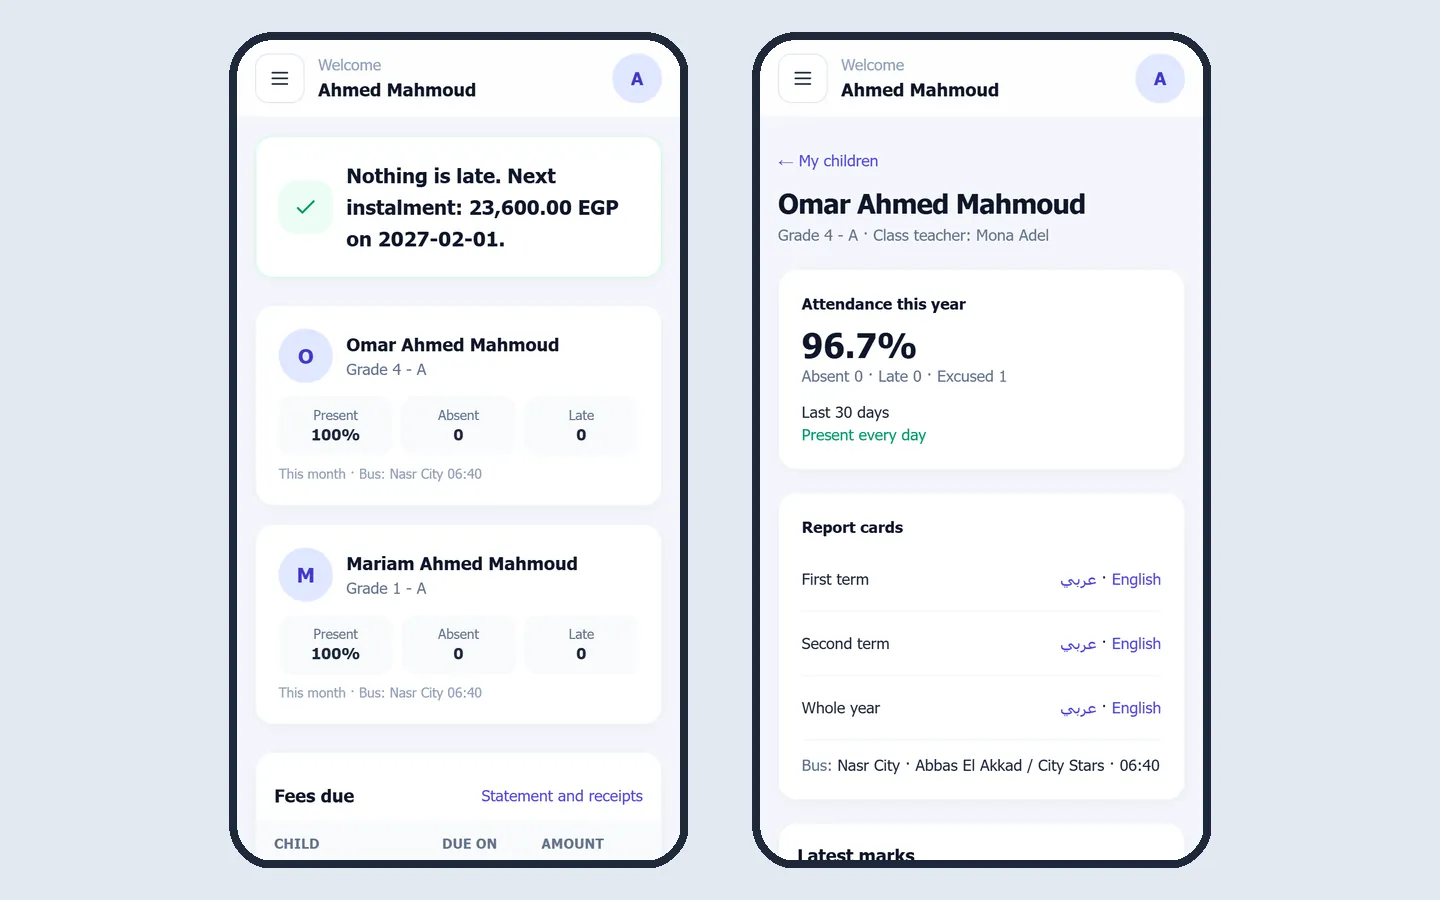 Welcome
Ahmed Mahmoud
A
Nothing is late. Next
instalment: 23,600.00 EGP
on 2027-02-01.
O
Omar Ahmed Mahmoud
Grade 4 - A
Present
100%
Absent
0
Late
0
This month · Bus: Nasr City 06:40
M
Mariam Ahmed Mahmoud
Grade 1 - A
Present
100%
Absent
0
Late
0
This month · Bus: Nasr City 06:40
Fees due
Statement and receipts
CHILD DUE ON AMOUNT
Welcome
Ahmed Mahmoud
A
← My children
Omar Ahmed Mahmoud
Grade 4 - A · Class teacher: Mona Adel
Attendance this year
96.7%
Absent 0 · Late 0 · Excused 1
Last 30 days
Present every day
Report cards
First term عربي · English
Second term عربي · English
Whole year عربي · English
Bus: Nasr City · Abbas El Akkad / City Stars · 06:40
Latest marks